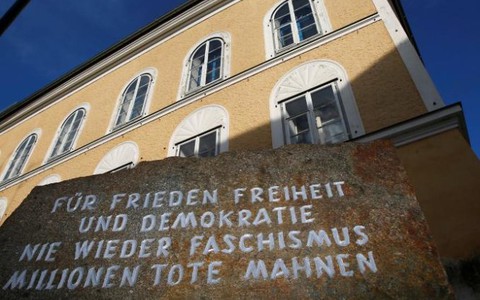 FÜR FRIEDEN FREIHEIT
UND DEMOKRATIE
NIE WIEDER FASCHISMUS
MILLIONEN TOTE MAHNEN